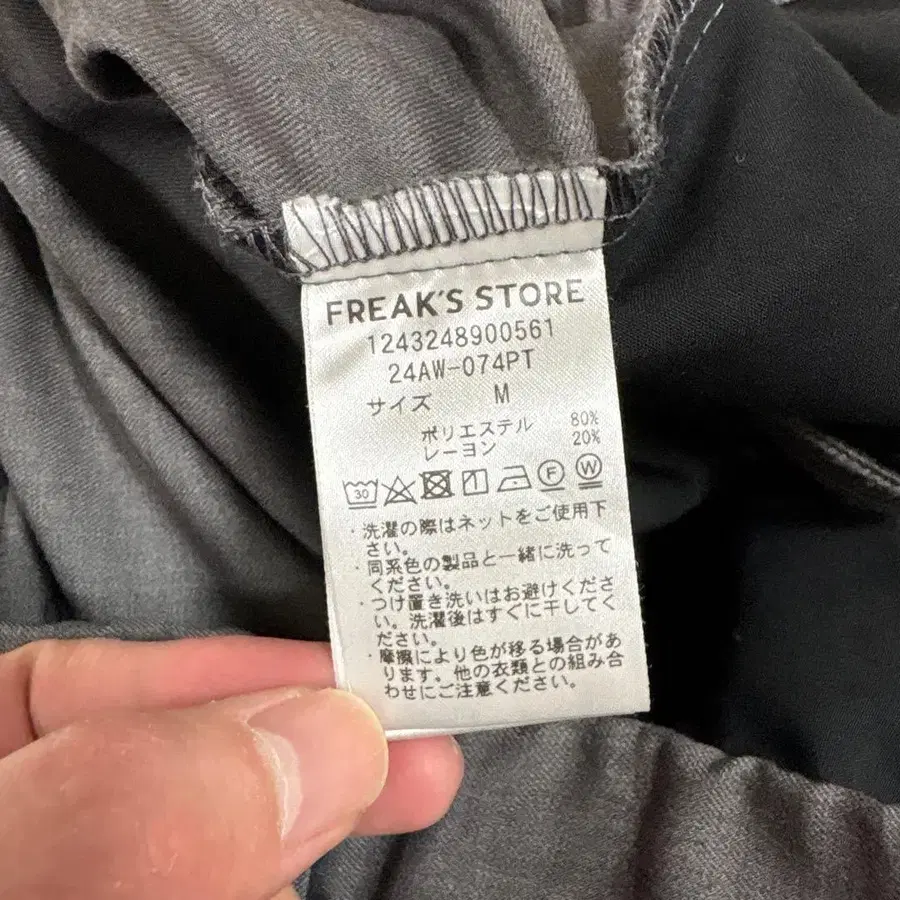 FREAK'S STORE
1243248900561
24AW-074PT
サイズ M
ポリエステル 80%
レーヨン 20%
30 F W
・洗濯の際はネットをご使用下
さい。
・同系色の製品と一緒に洗って
ください。
・つけ置き洗いはお避けくださ
い。洗濯後はすぐに干してく
ださい。
・摩擦により色が移る場合があ
ります。他の衣類との組み合
わせにご注意ください。